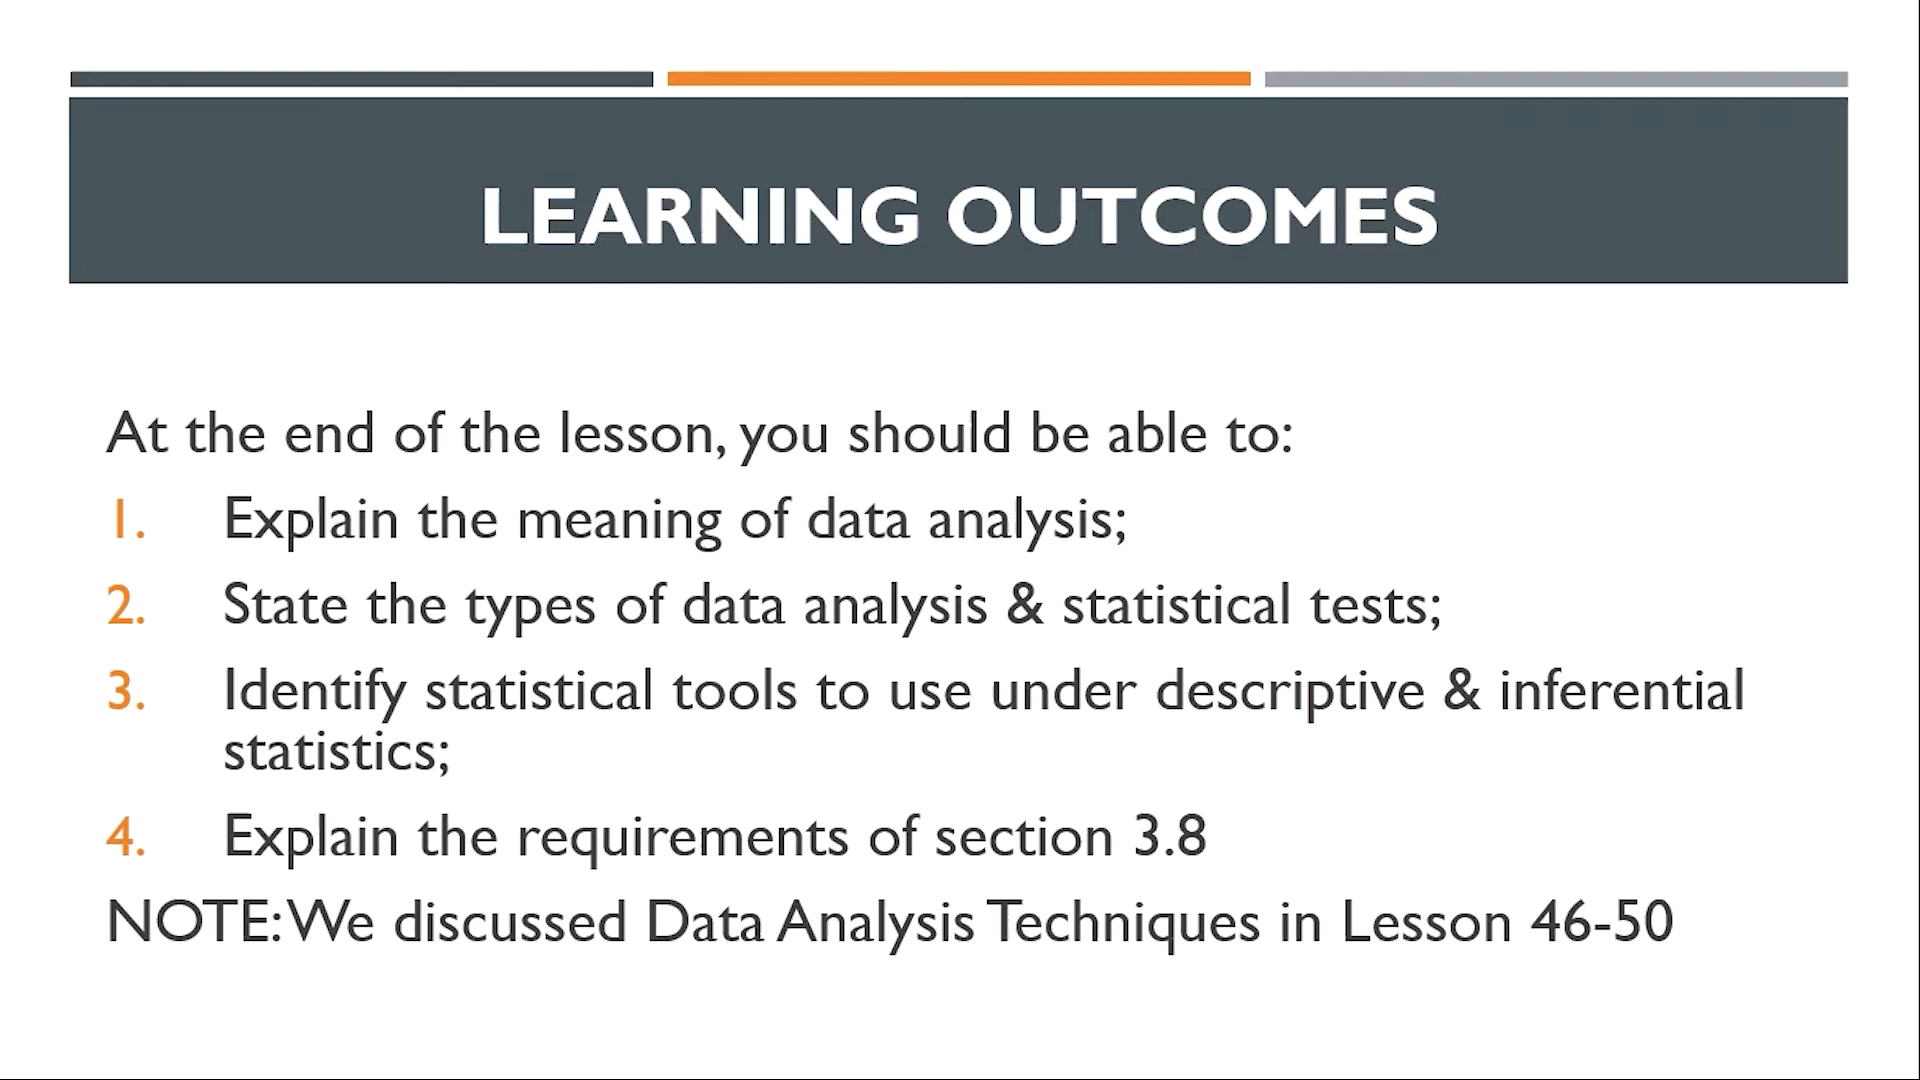 LEARNING OUTCOMES
At the end of the lesson, you should be able to:
1. Explain the meaning of data analysis;
2. State the types of data analysis & statistical tests;
3. Identify statistical tools to use under descriptive & inferential
statistics;
4. Explain the requirements of section 3.8
NOTE: We discussed Data Analysis Techniques in Lesson 46-50